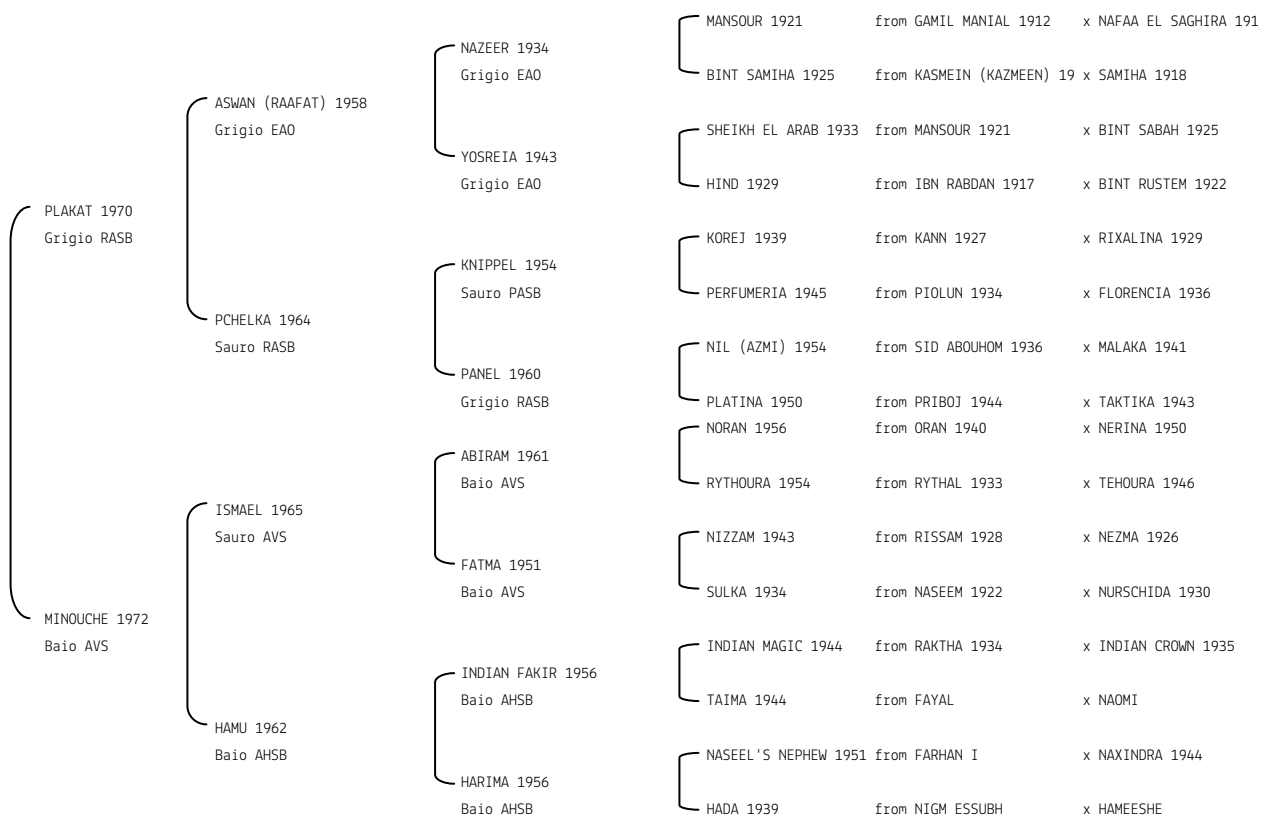 MANSOUR 1921 from GAMIL MANIAL 1912 x NAFAA EL SAGHIRA 191
NAZEER 1934
Grigio EAO
BINT SAMIHA 1925 from KASMEIN (KAZMEEN) 19 x SAMIHA 1918
ASWAN (RAAFAT) 1958
Grigio EAO
SHEIKH EL ARAB 1933 from MANSOUR 1921 x BINT SABAH 1925
YOSREIA 1943
Grigio EAO
HIND 1929 from IBN RABDAN 1917 x BINT RUSTEM 1922
PLAKAT 1970
Grigio RASB
KOREJ 1939 from KANN 1927 x RIXALINA 1929
KNIPPEL 1954
Sauro PASB
PERFUMERIA 1945 from PIOLUN 1934 x FLORENCIA 1936
PCHELKA 1964
Sauro RASB
NIL (AZMI) 1954 from SID ABOUHOM 1936 x MALAKA 1941
PANEL 1960
Grigio RASB
PLATINA 1950 from PRIBOJ 1944 x TAKTIKA 1943
NORAN 1956 from ORAN 1940 x NERINA 1950
ABIRAM 1961
Baio AVS
RYTHOURA 1954 from RYTHAL 1933 x TEHOURA 1946
ISMAEL 1965
Sauro AVS
NIZZAM 1943 from RISSAM 1928 x NEZMA 1926
FATMA 1951
Baio AVS
SULKA 1934 from NASEEM 1922 x NURSCHIDA 1930
MINOUCHE 1972
Baio AVS
INDIAN MAGIC 1944 from RAKTHA 1934 x INDIAN CROWN 1935
INDIAN FAKIR 1956
Baio AHSB
TAIMA 1944 from FAYAL x NAOMI
HAMU 1962
Baio AHSB
NASEEL'S NEPHEW 1951 from FARHAN I x NAXINDRA 1944
HARIMA 1956
Baio AHSB
HADA 1939 from NIGM ESSUBH x HAMEESHE